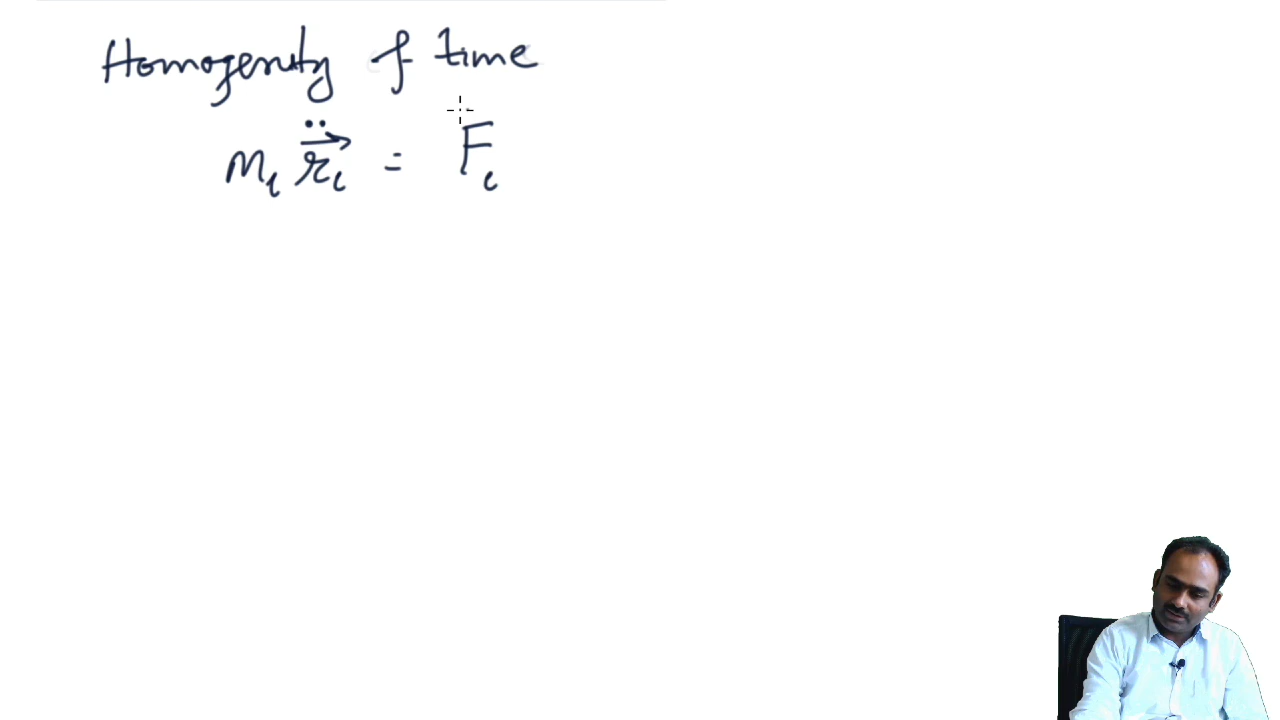 Homogenity of time
m_i \ddot{\vec{r}}_i = F_i